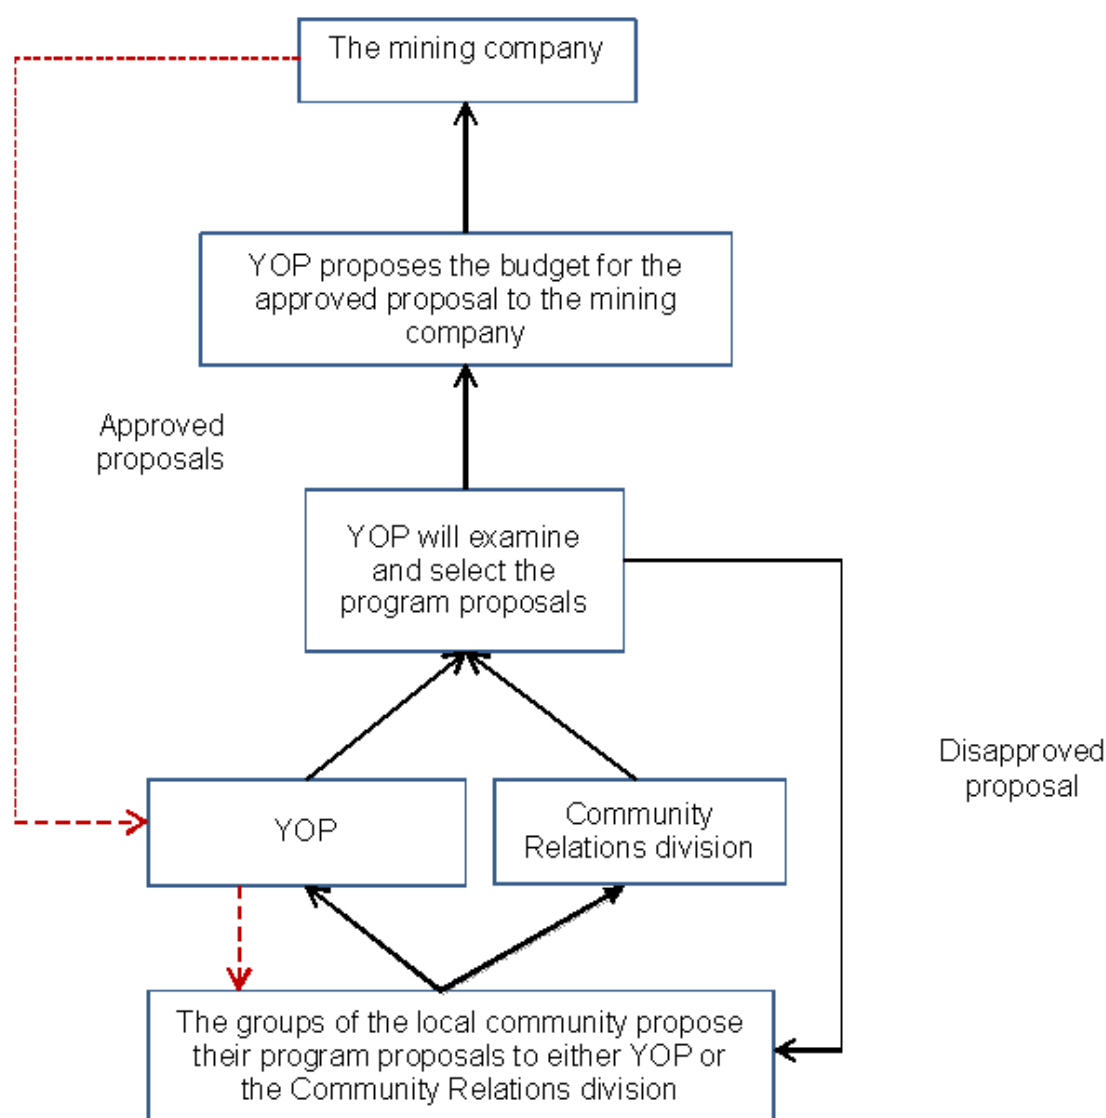 The mining company
YOP proposes the budget for the
approved proposal to the mining
company
Approved
proposals
YOP will examine
and select the
program proposals
Disapproved
proposal
YOP
Community
Relations division
The groups of the local community propose
their program proposals to either YOP or
the Community Relations division